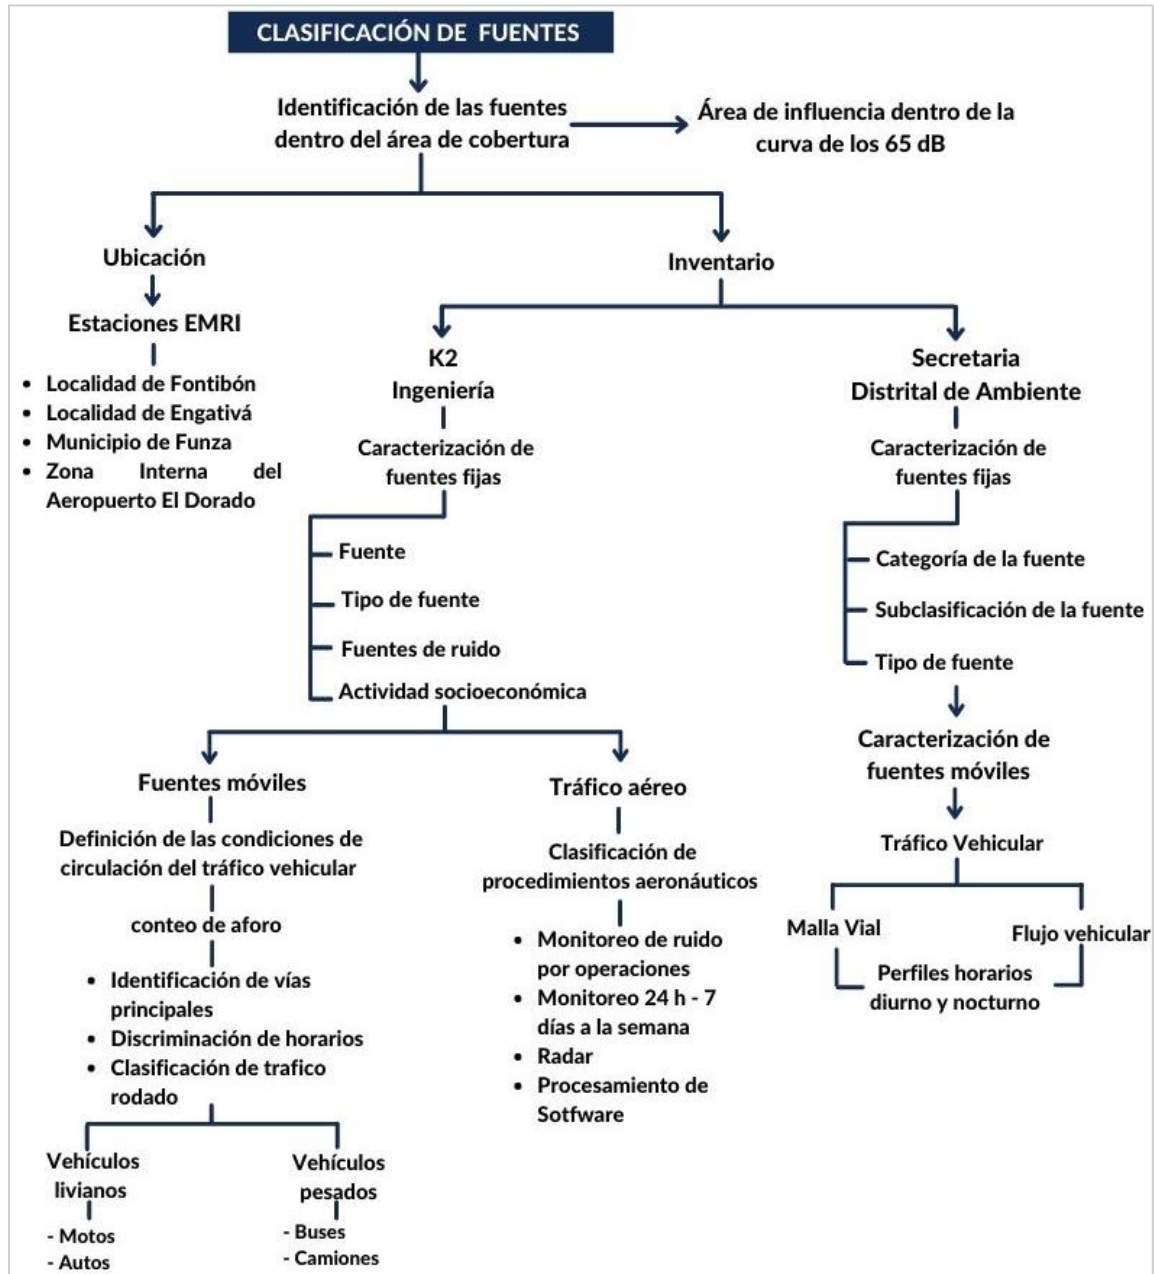 CLASIFICACIÓN DE FUENTES
Identificación de las fuentes
dentro del área de cobertura
Área de influencia dentro de la
curva de los 65 dB
Ubicación
Estaciones EMRI
• Localidad de Fontibón
• Localidad de Engativá
• Municipio de Funza
• Zona Interna del
Aeropuerto El Dorado
Inventario
K2
Ingeniería
Caracterización de
fuentes fijas
Fuente
Tipo de fuente
Fuentes de ruido
Actividad socioeconómica
Secretaria
Distrital de Ambiente
Caracterización de
fuentes fijas
Categoría de la fuente
Subclasificación de la fuente
Tipo de fuente
Caracterización de
fuentes móviles
Tráfico Vehicular
Malla Vial
Flujo vehicular
Perfiles horarios
diurno y nocturno
Fuentes móviles
Definición de las condiciones de
circulación del tráfico vehicular
conteo de aforo
• Identificación de vías
principales
• Discriminación de horarios
• Clasificación de trafico
rodado
Vehículos
livianos
- Motos
- Autos
Vehículos
pesados
- Buses
- Camiones
Tráfico aéreo
Clasificación de
procedimientos aeronáuticos
• Monitoreo de ruido
por operaciones
• Monitoreo 24 h - 7
días a la semana
• Radar
• Procesamiento de
Sotfware